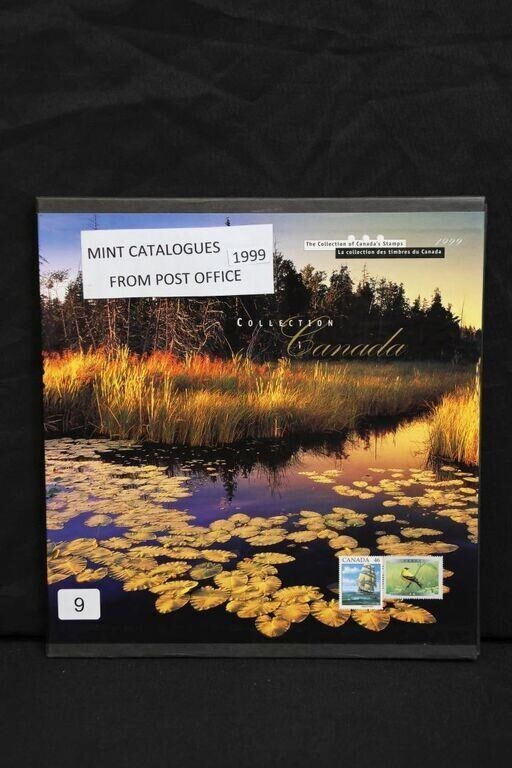 MINT CATALOGUES 1999
FROM POST OFFICE
The Collection of Canada's Stamps 1999
La collection des timbres du Canada
COLLECTION
Canada
CANADA 46
9